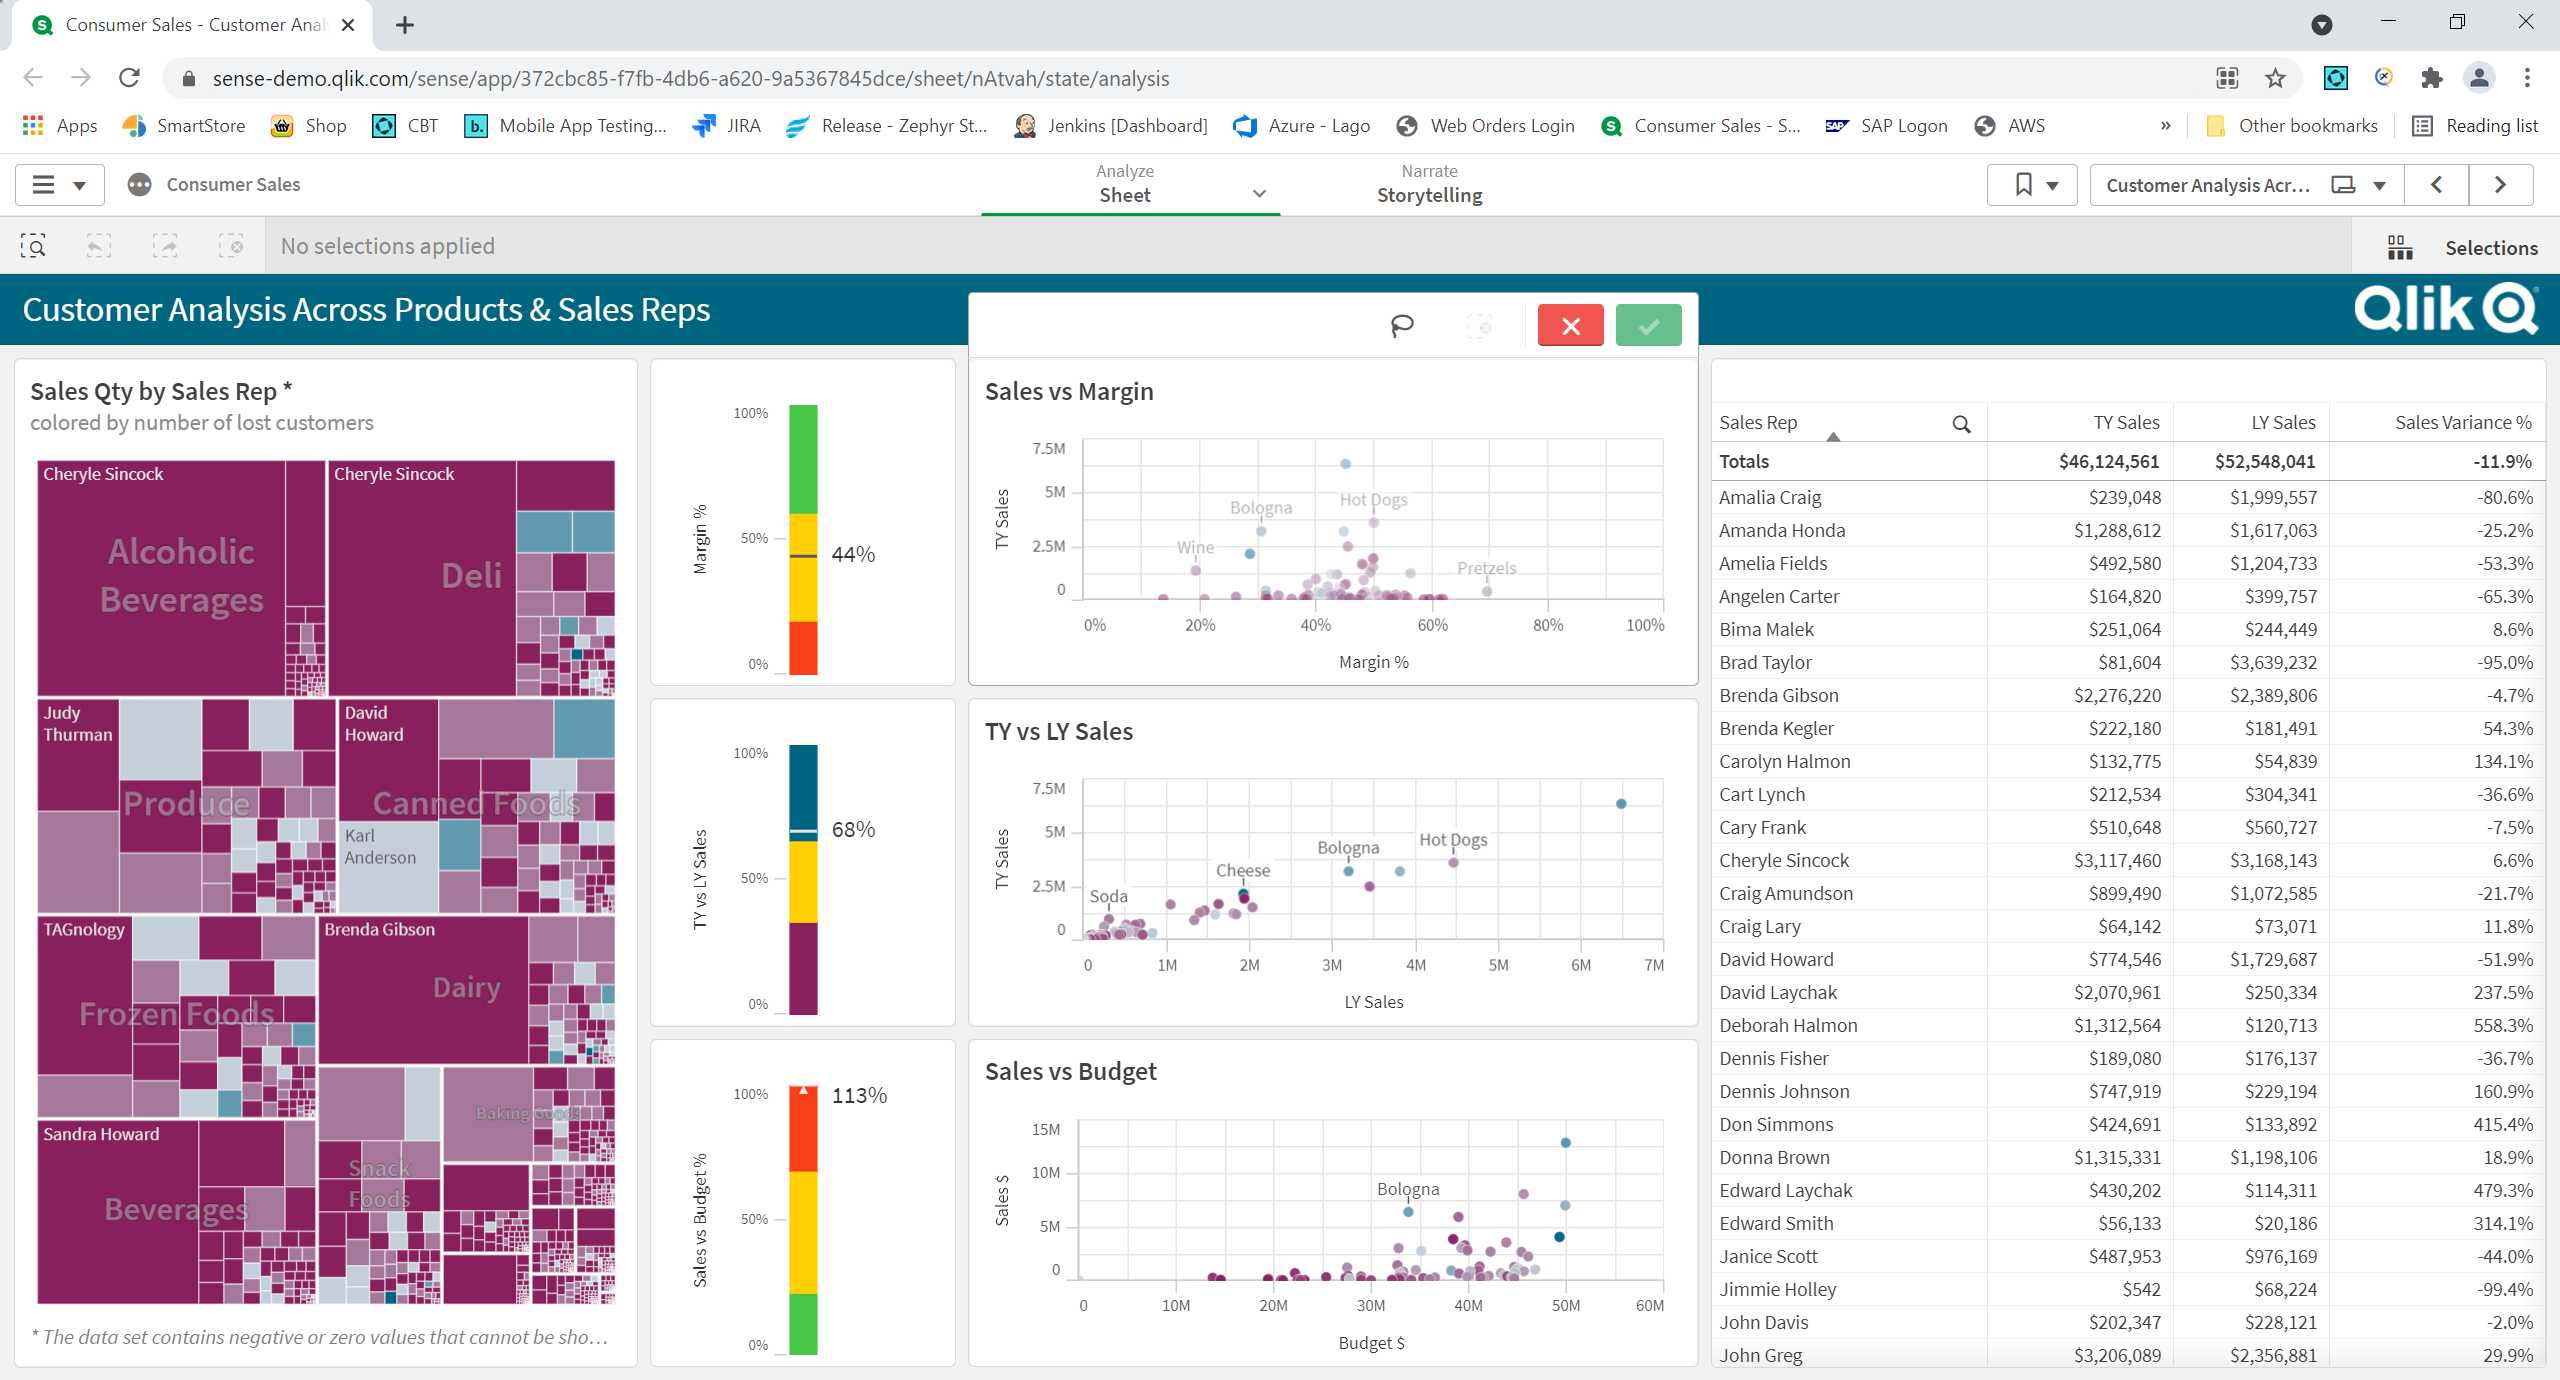 Consumer Sales - Customer Anal
sense-demo.qlik.com/sense/app/372cbc85-f7fb-4db6-a620-9a5367845dce/sheet/nAtvah/state/analysis
Apps SmartStore Shop CBT b. Mobile App Testing... JIRA Release - Zephyr St... Jenkins [Dashboard] Azure - Lago Web Orders Login Consumer Sales - S... SAP SAP Logon AWS » Other bookmarks Reading list
Consumer Sales
Analyze
Sheet
Narrate
Storytelling
Customer Analysis Acr...
No selections applied
Selections
Customer Analysis Across Products & Sales Reps
Qlik
Sales Qty by Sales Rep *
colored by number of lost customers
Cheryle Sincock
Alcoholic
Beverages
Cheryle Sincock
Deli
Judy
Thurman
Produce
David
Howard
Canned Foods
Karl
Anderson
TAGnology
Frozen Foods
Brenda Gibson
Dairy
Baking Goods
Sandra Howard
Beverages
Snack
Foods
* The data set contains negative or zero values that cannot be sho...
Margin %
100%
50%
0%
44%
TY vs LY Sales
100%
50%
0%
68%
Sales vs Budget %
100%
50%
0%
113%
Sales vs Margin
TY Sales
7.5M
5M
2.5M
0
Bologna
Hot Dogs
Wine
Pretzels
0% 20% 40% 60% 80% 100%
Margin %
TY vs LY Sales
TY Sales
7.5M
5M
2.5M
0
Soda
Cheese
Bologna
Hot Dogs
0 1M 2M 3M 4M 5M 6M 7M
LY Sales
Sales vs Budget
Sales $
15M
10M
5M
0
Bologna
0 10M 20M 30M 40M 50M 60M
Budget $
Sales Rep TY Sales LY Sales Sales Variance %
Totals $46,124,561 $52,548,041 -11.9%
Amalia Craig $239,048 $1,999,557 -80.6%
Amanda Honda $1,288,612 $1,617,063 -25.2%
Amelia Fields $492,580 $1,204,733 -53.3%
Angelen Carter $164,820 $399,757 -65.3%
Bima Malek $251,064 $244,449 8.6%
Brad Taylor $81,604 $3,639,232 -95.0%
Brenda Gibson $2,276,220 $2,389,806 -4.7%
Brenda Kegler $222,180 $181,491 54.3%
Carolyn Halmon $132,775 $54,839 134.1%
Cart Lynch $212,534 $304,341 -36.6%
Cary Frank $510,648 $560,727 -7.5%
Cheryle Sincock $3,117,460 $3,168,143 6.6%
Craig Amundson $899,490 $1,072,585 -21.7%
Craig Lary $64,142 $73,071 11.8%
David Howard $774,546 $1,729,687 -51.9%
David Laychak $2,070,961 $250,334 237.5%
Deborah Halmon $1,312,564 $120,713 558.3%
Dennis Fisher $189,080 $176,137 -36.7%
Dennis Johnson $747,919 $229,194 160.9%
Don Simmons $424,691 $133,892 415.4%
Donna Brown $1,315,331 $1,198,106 18.9%
Edward Laychak $430,202 $114,311 479.3%
Edward Smith $56,133 $20,186 314.1%
Janice Scott $487,953 $976,169 -44.0%
Jimmie Holley $542 $68,224 -99.4%
John Davis $202,347 $228,121 -2.0%
John Greg $3,206,089 $2,356,881 29.9%